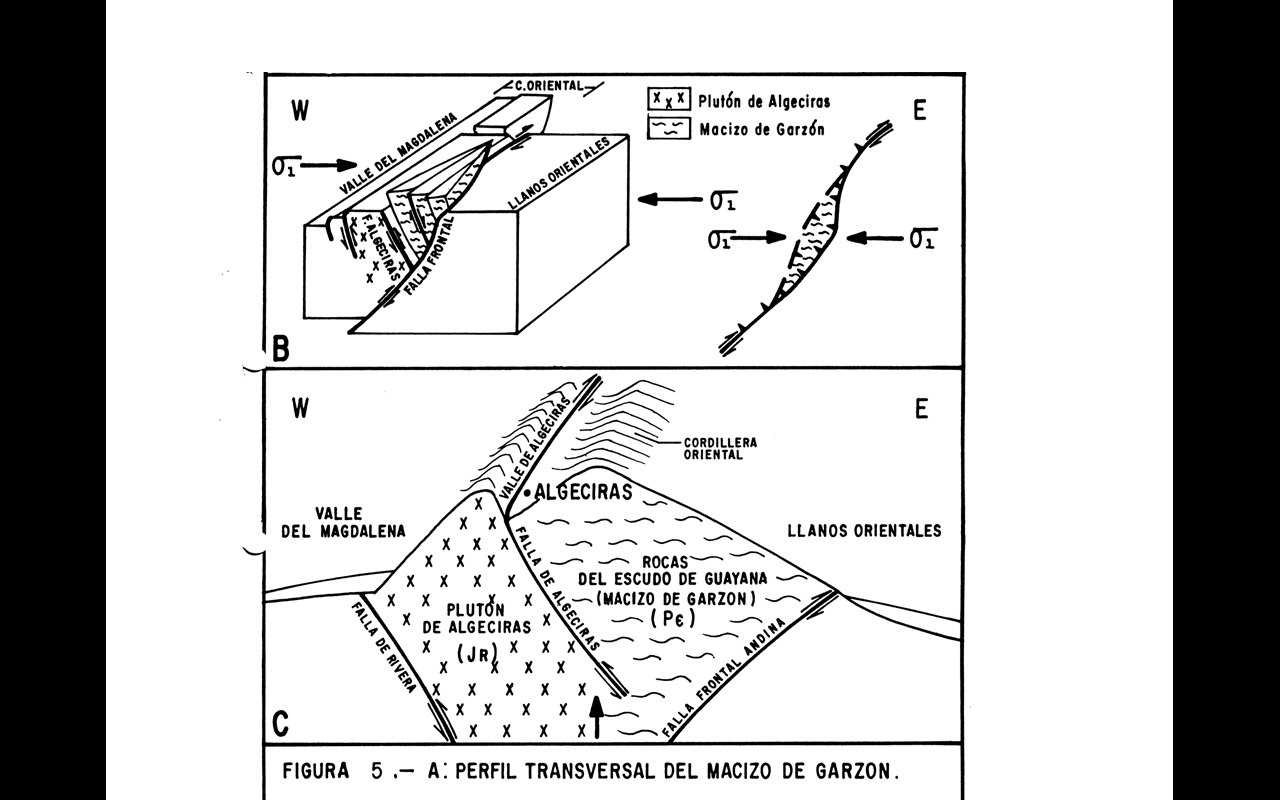 W
C. ORIENTAL
Plutón de Algeciras
Macizo de Garzón
E
VALLE DEL MAGDALENA
LLANOS ORIENTALES
σ1
σ1
σ1
σ1
F. ALGECIRAS
FALLA FRONTAL
B
W
E
VALLE DE ALGECIRAS
CORDILLERA
ORIENTAL
ALGECIRAS
VALLE
DEL MAGDALENA
LLANOS ORIENTALES
FALLA DE ALGECIRAS
ROCAS
DEL ESCUDO DE GUAYANA
(MACIZO DE GARZON)
(Pє)
PLUTÓN
DE ALGECIRAS
(JR)
FALLA DE RIVERA
FALLA FRONTAL ANDINA
C
FIGURA 5.— A: PERFIL TRANSVERSAL DEL MACIZO DE GARZON.